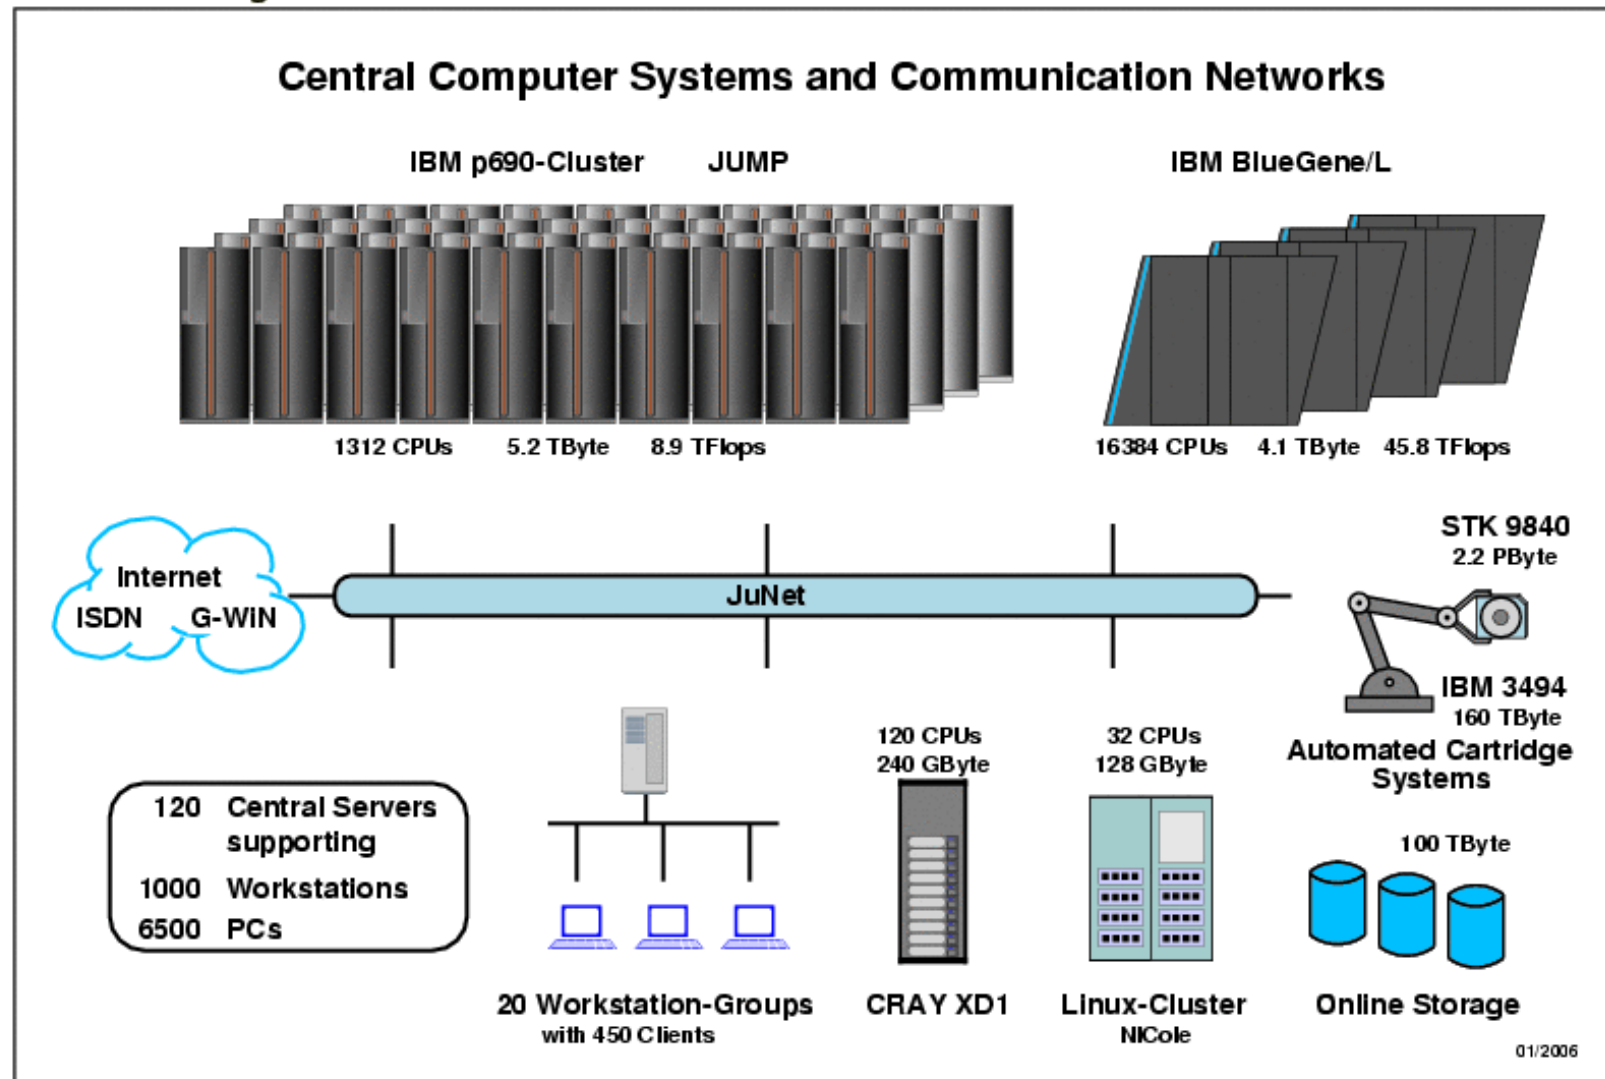 Central Computer Systems and Communication Networks
IBM p690-Cluster JUMP
IBM BlueGene/L
1312 CPUs 5.2 TByte 8.9 TFlops
16384 CPUs 4.1 TByte 45.8 TFlops
Internet
ISDN G-WiN
JuNet
STK 9840
2.2 PByte
IBM 3494
160 TByte
Automated Cartridge
Systems
120 Central Servers
supporting
1000 Workstations
6500 PCs
20 Workstation-Groups
with 450 Clients
120 CPUs
240 GByte
CRAY XD1
32 CPUs
128 GByte
Linux-Cluster
NICole
100 TByte
Online Storage
01/2006